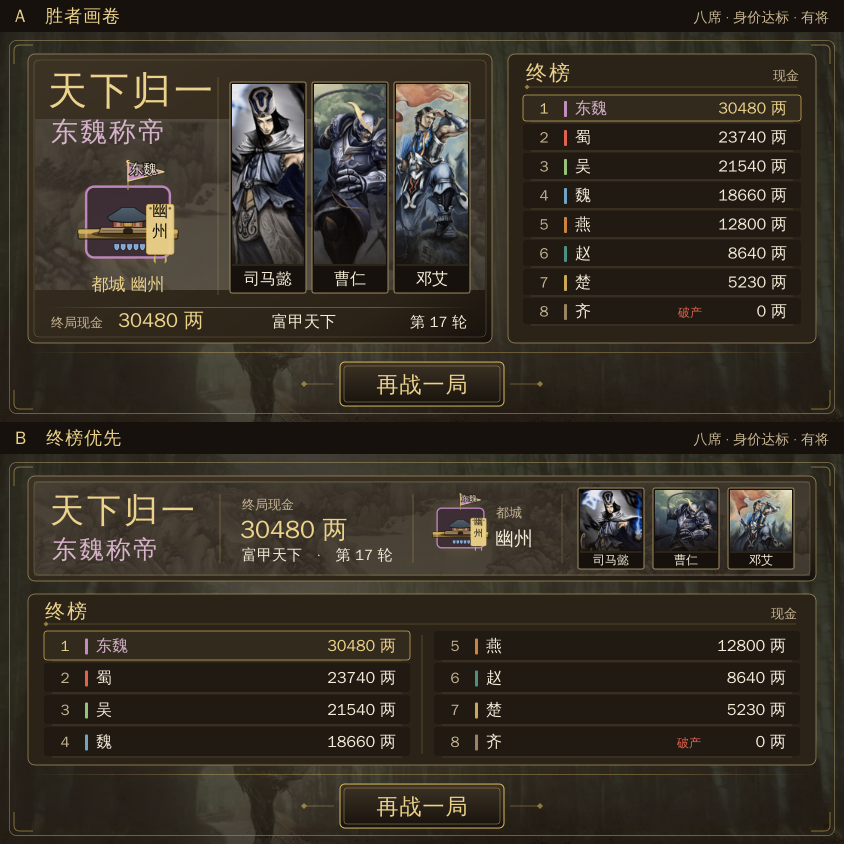 A 胜者画卷
八席 · 身价达标 · 有将
天下归一
东魏称帝
东魏
幽州
都城 幽州
司马懿
曹仁
邓艾
终局现金 30480 两
富甲天下
第 17 轮
终榜
现金
1 东魏 30480 两
2 蜀 23740 两
3 吴 21540 两
4 魏 18660 两
5 燕 12800 两
6 赵 8640 两
7 楚 5230 两
8 齐 破产 0 两
再战一局
B 终榜优先
八席 · 身价达标 · 有将
天下归一
东魏称帝
终局现金
30480 两
富甲天下 · 第 17 轮
东魏
幽州
都城
幽州
司马懿
曹仁
邓艾
终榜
现金
1 东魏 30480 两
2 蜀 23740 两
3 吴 21540 两
4 魏 18660 两
5 燕 12800 两
6 赵 8640 两
7 楚 5230 两
8 齐 破产 0 两
再战一局